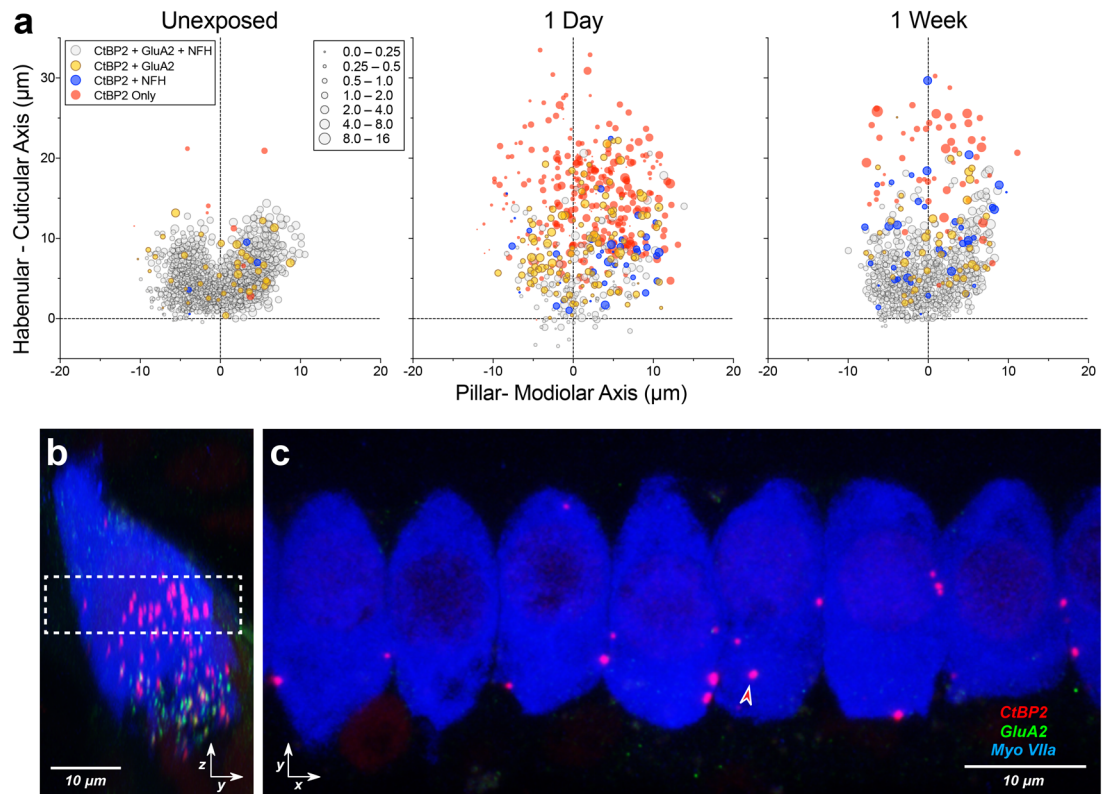 a
Unexposed
1 Day
1 Week
CtBP2 + GluA2 + NFH
CtBP2 + GluA2
CtBP2 + NFH
CtBP2 Only
0.0 – 0.25
0.25 – 0.5
0.5 – 1.0
1.0 – 2.0
2.0 – 4.0
4.0 – 8.0
8.0 – 16
Habenular - Cuticular Axis (μm)
30
20
10
0
-20 -10 0 10 20
-20 -10 0 10 20
-20 -10 0 10 20
Pillar- Modiolar Axis (μm)
b
10 μm
z
y
c
y
x
CtBP2
GluA2
Myo VIIa
10 μm